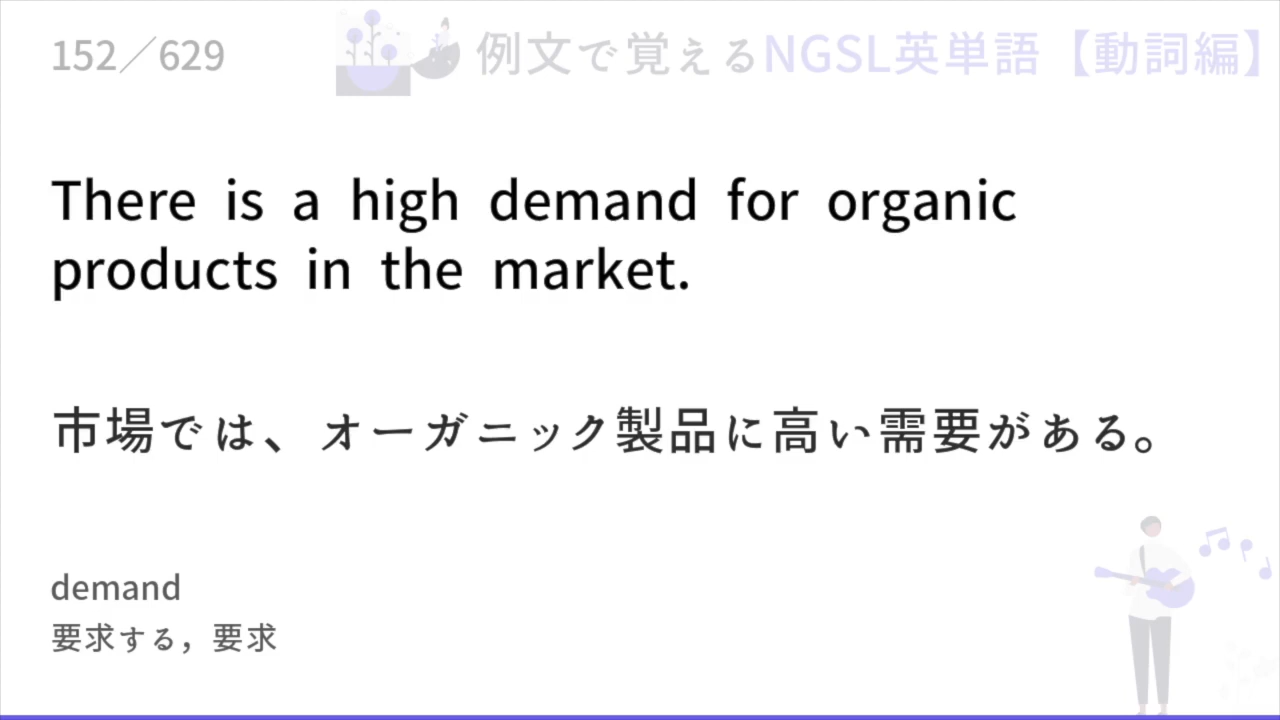 152／629
例文で覚えるNGSL英単語【動詞編】
There is a high demand for organic
products in the market.
市場では、オーガニック製品に高い需要がある。
demand
要求する，要求